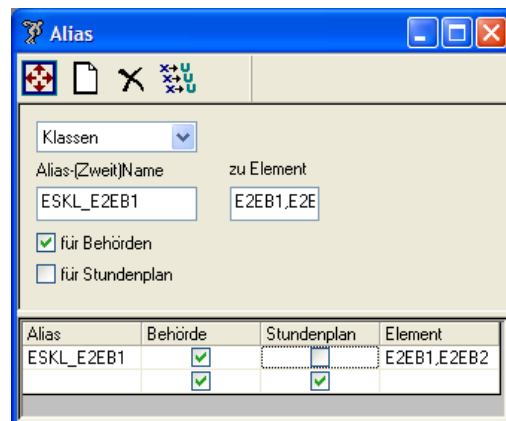 Alias
Klassen
Alias-(Zweit)Name zu Element
ESKL_E2EB1 E2EB1,E2E
für Behörden
für Stundenplan
Alias Behörde Stundenplan Element
ESKL_E2EB1 E2EB1,E2EB2